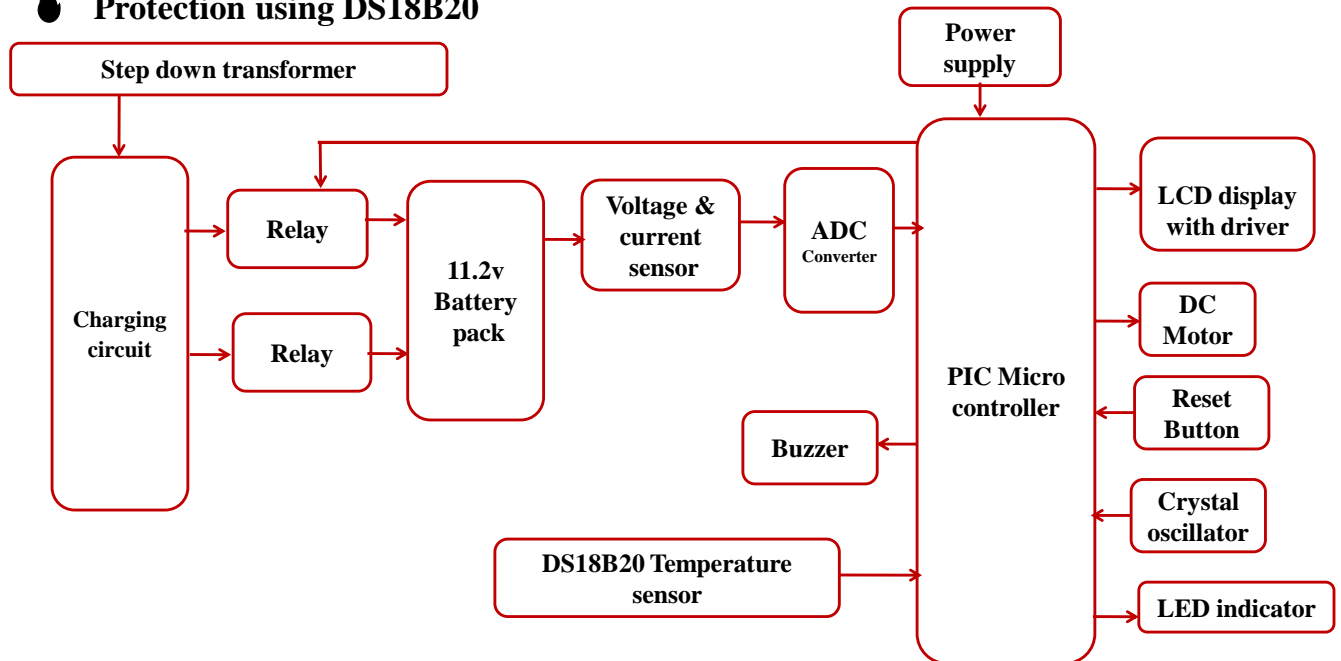 Protection using DS18B20
Step down transformer
Power
supply
Charging
circuit
Relay
Relay
11.2v
Battery
pack
Voltage &
current
sensor
ADC
Converter
PIC Micro
controller
LCD display
with driver
DC
Motor
Reset
Button
Crystal
oscillator
LED indicator
Buzzer
DS18B20 Temperature
sensor